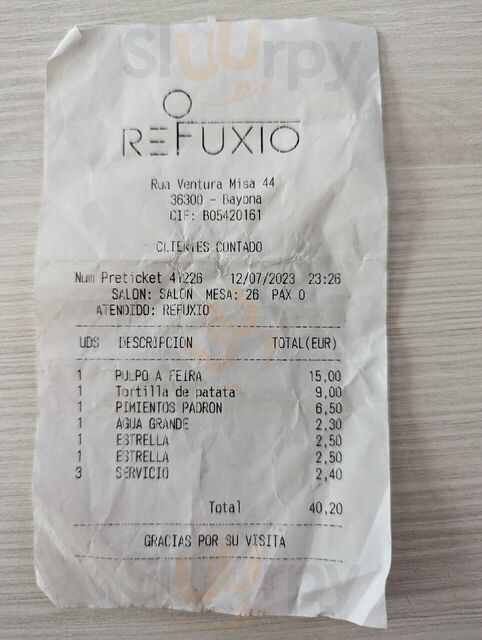 Sluurpy
O REFUXIO
Rua Ventura Misa 44
36300 - Bayona
CIF: B05420161
CLIENTES CONTADO
Num Preticket 41226 12/07/2023 23:26
SALON: SALON MESA: 26 PAX 0
ATENDIDO: REFUXIO
UDS DESCRIPCION TOTAL(EUR)
1 PULPO A FEIRA 15,00
1 Tortilla de patata 9,00
1 PIMIENTOS PADRON 6,50
1 AGUA GRANDE 2,30
1 ESTRELLA 2,50
1 ESTRELLA 2,50
3 SERVICIO 2,40
Total 40,20
GRACIAS POR SU VISITA
Sluurpy